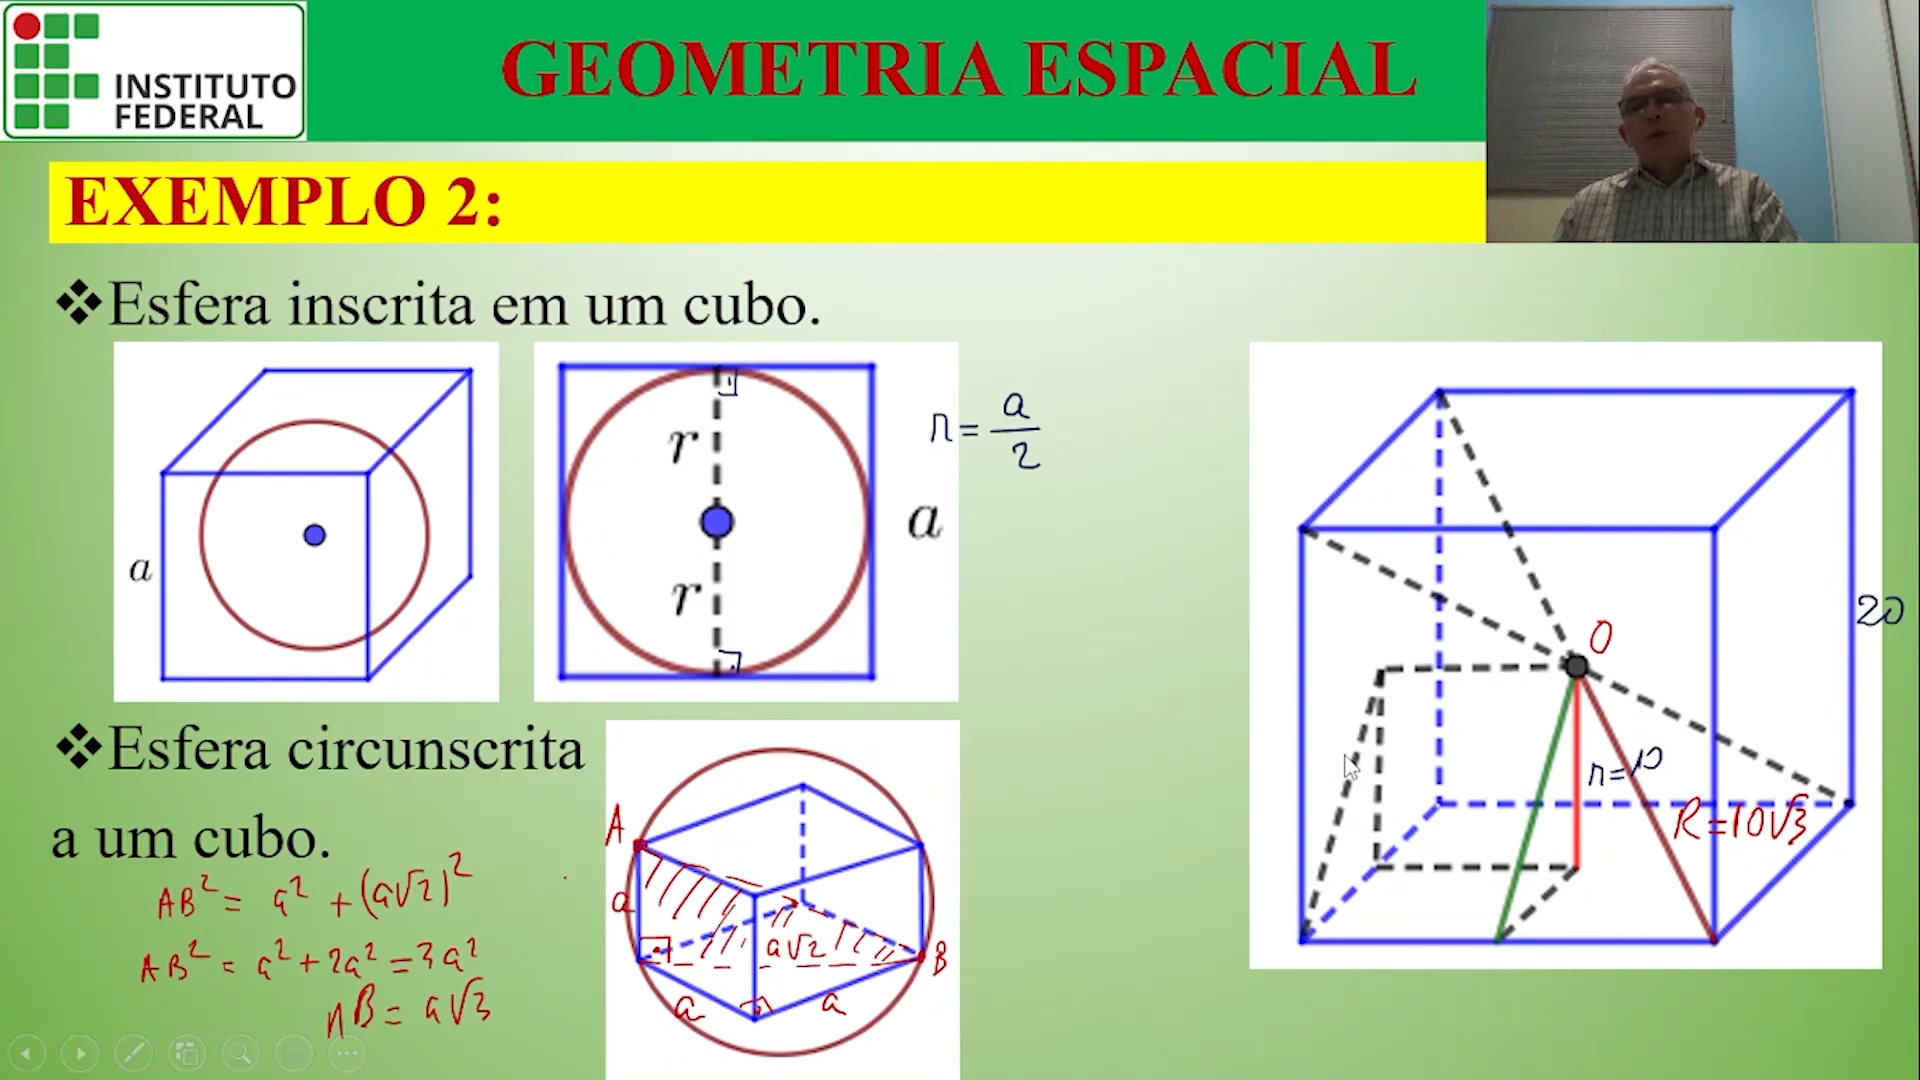 INSTITUTO
FEDERAL
GEOMETRIA ESPACIAL
EXEMPLO 2:
❖Esfera inscrita em um cubo.
a
r
r
a
r = a/2
❖Esfera circunscrita
a um cubo.
AB² = a² + (a√2)²
AB² = a² + 2a² = 3a²
AB = a√3
A
a
a√2
B
a
a
O
20
r=10
R=10√3